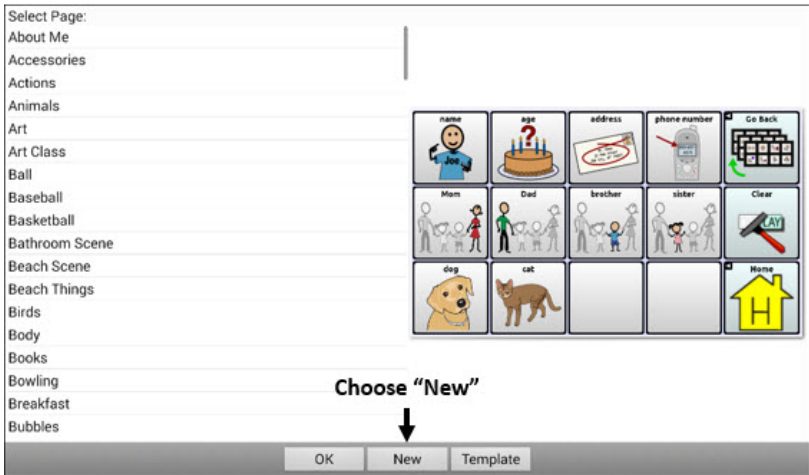 Select Page:
About Me
Accessories
Actions
Animals
Art
Art Class
Ball
Baseball
Basketball
Bathroom Scene
Beach Scene
Beach Things
Birds
Body
Books
Bowling
Breakfast
Bubbles
name age address phone number Go Back
Joe
Mom Dad brother sister Clear
LAY
dog cat Home
H
Choose “New”
OK New Template